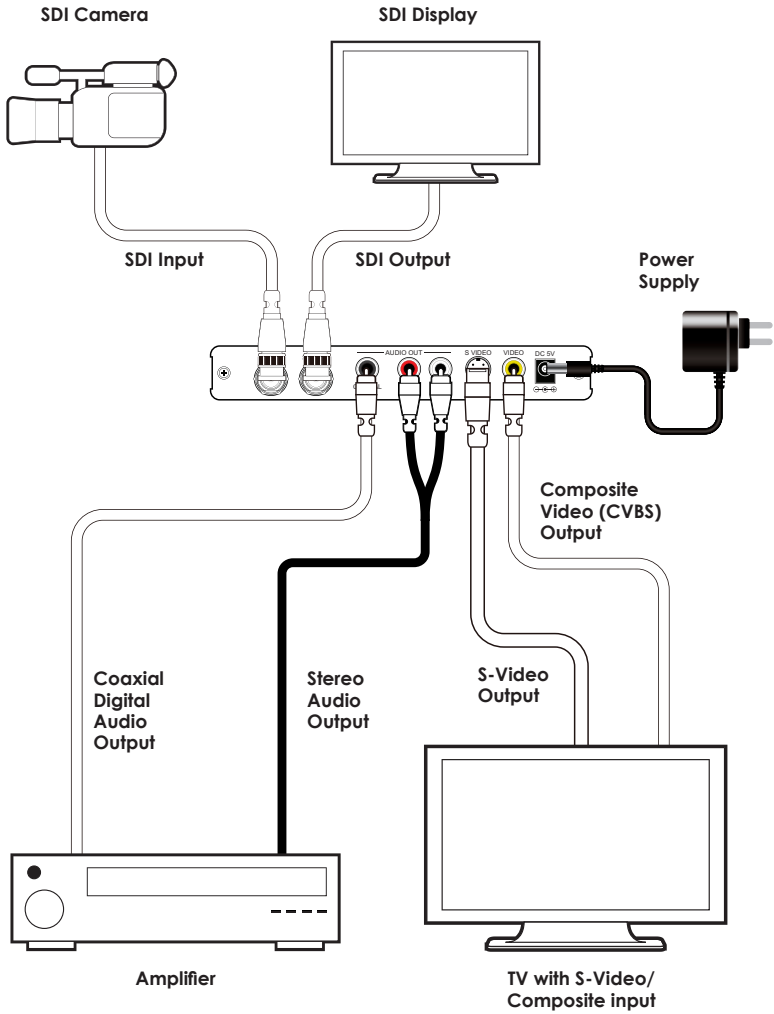 SDI Camera
SDI Display
SDI Input
SDI Output
Power
Supply
AUDIO OUT
S VIDEO
VIDEO
DC 5V
Composite
Video (CVBS)
Output
Coaxial
Digital
Audio
Output
Stereo
Audio
Output
S-Video
Output
Amplifier
TV with S-Video/
Composite input